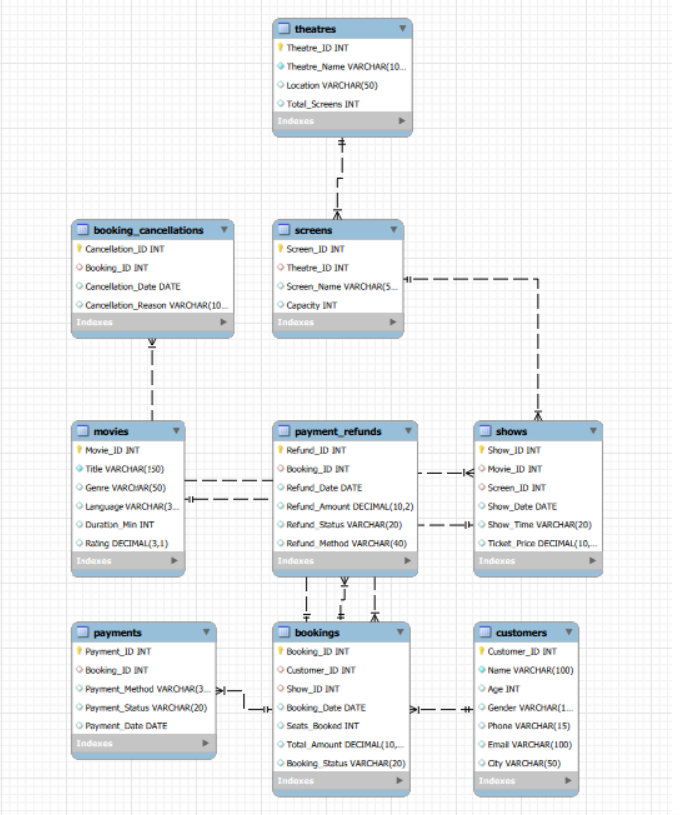 theatres
Theatre_ID INT
Theatre_Name VARCHAR(10...
Location VARCHAR(50)
Total_Screens INT
Indexes
booking_cancellations
Cancellation_ID INT
Booking_ID INT
Cancellation_Date DATE
Cancellation_Reason VARCHAR(10...
Indexes
screens
Screen_ID INT
Theatre_ID INT
Screen_Name VARCHAR(5...
Capacity INT
Indexes
movies
Movie_ID INT
Title VARCHAR(150)
Genre VARCHAR(50)
Language VARCHAR(3...
Duration_Min INT
Rating DECIMAL(3,1)
Indexes
payment_refunds
Refund_ID INT
Booking_ID INT
Refund_Date DATE
Refund_Amount DECIMAL(10,2)
Refund_Status VARCHAR(20)
Refund_Method VARCHAR(40)
Indexes
shows
Show_ID INT
Movie_ID INT
Screen_ID INT
Show_Date DATE
Show_Time VARCHAR(20)
Ticket_Price DECIMAL(10,...
Indexes
payments
Payment_ID INT
Booking_ID INT
Payment_Method VARCHAR(3...
Payment_Status VARCHAR(20)
Payment_Date DATE
Indexes
bookings
Booking_ID INT
Customer_ID INT
Show_ID INT
Booking_Date DATE
Seats_Booked INT
Total_Amount DECIMAL(10,...
Booking_Status VARCHAR(20)
Indexes
customers
Customer_ID INT
Name VARCHAR(100)
Age INT
Gender VARCHAR(1...
Phone VARCHAR(15)
Email VARCHAR(100)
City VARCHAR(50)
Indexes